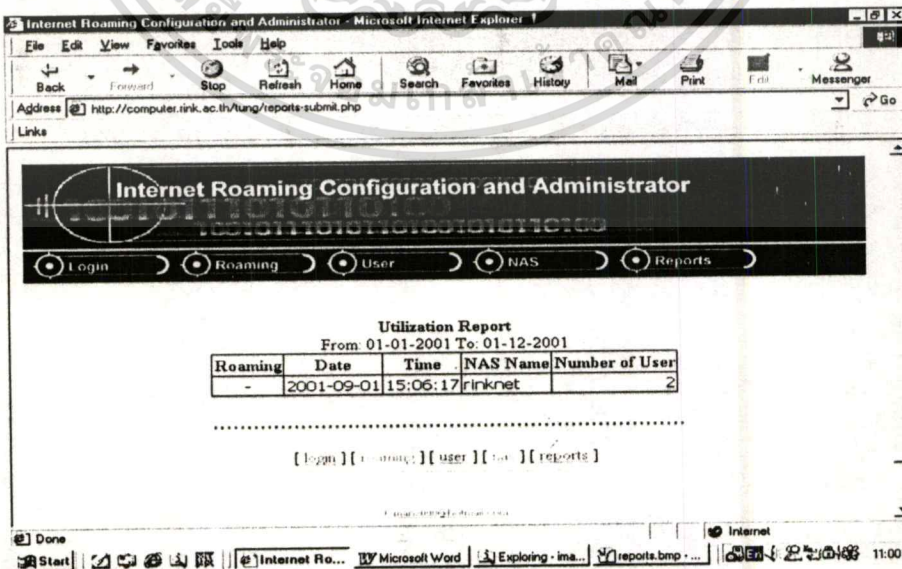 Internet Roaming Configuration and Administrator - Microsoft Internet Explorer
File Edit View Favorites Tools Help
Back Forward Stop Refresh Home Search Favorites History Mail Print Edit Messenger
Address http://computer.rink.ac.th/tung/reports-submit.php Go
Links
Internet Roaming Configuration and Administrator
Login Roaming User NAS Reports
Utilization Report
From: 01-01-2001 To: 01-12-2001
Roaming Date Time NAS Name Number of User
- 2001-09-01 15:06:17 rinknet 2
[ login ] [ roaming ] [ user ] [ nas ] [ reports ]
Done Internet
Start Internet Ro... Microsoft Word Exploring - ima... reports.bmp - ... En 11:00